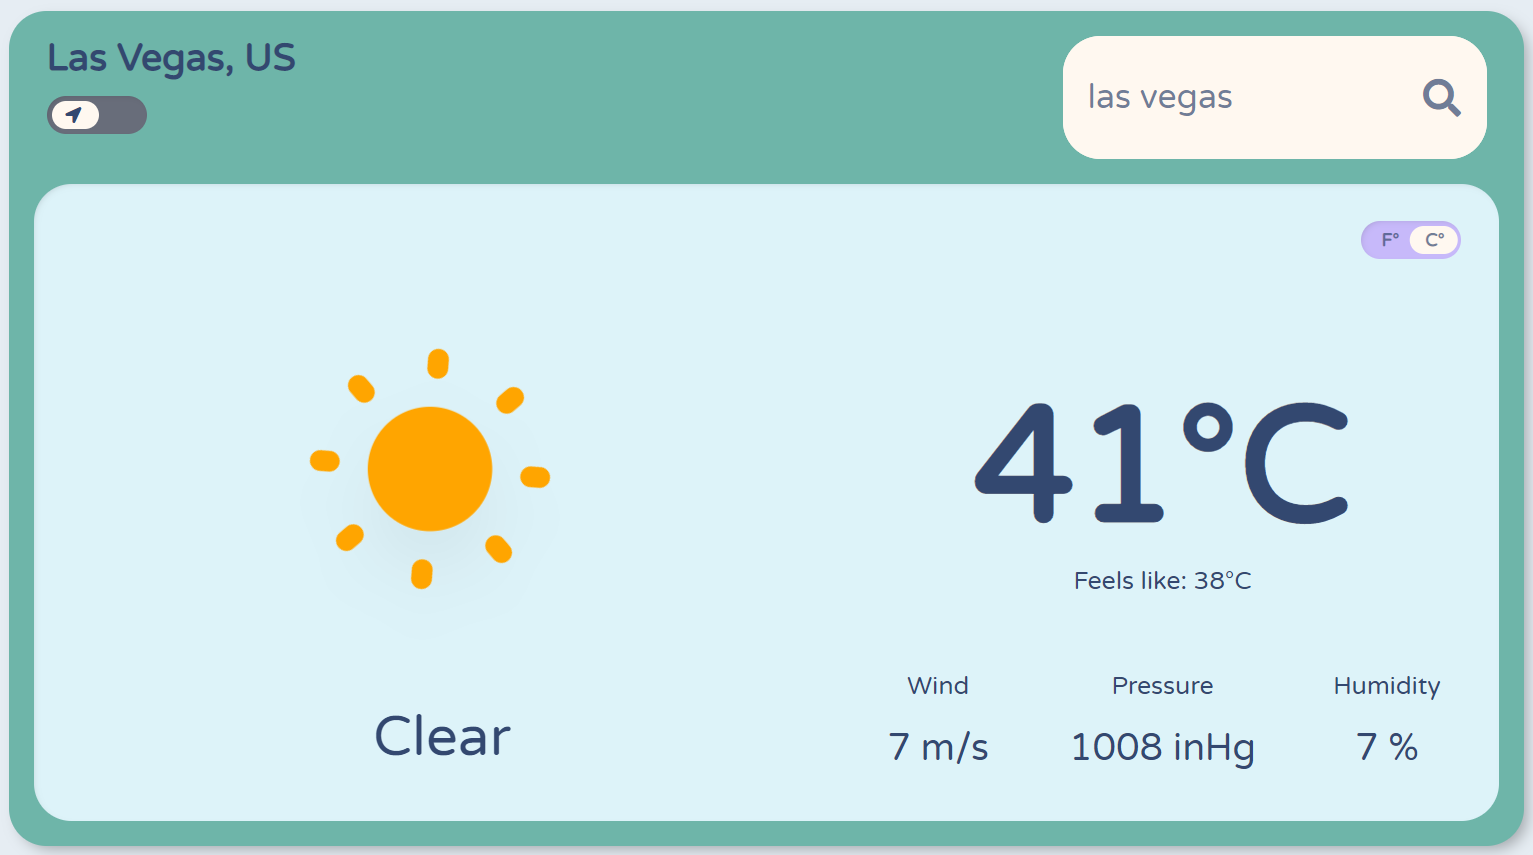 Las Vegas, US
las vegas
F° C°
41°C
Feels like: 38°C
Wind Pressure Humidity
Clear
7 m/s 1008 inHg 7 %